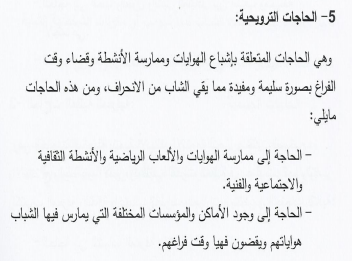 5- الحاجات الترويحية:
وهي الحاجات المتعلقة بإشباع الهوايات وممارسة الأنشطة وقضاء وقت
الفراغ بصورة سليمة ومفيدة مما يقي الشاب من الانحراف، ومن هذه الحاجات
مايلي:
- الحاجة إلى ممارسة الهوايات والألعاب الرياضية والأنشطة الثقافية
والاجتماعية والفنية.
- الحاجة إلى وجود الأماكن والمؤسسات المختلفة التي يمارس فيها الشباب
هواياتهم ويقضون فهيا وقت فراغهم.